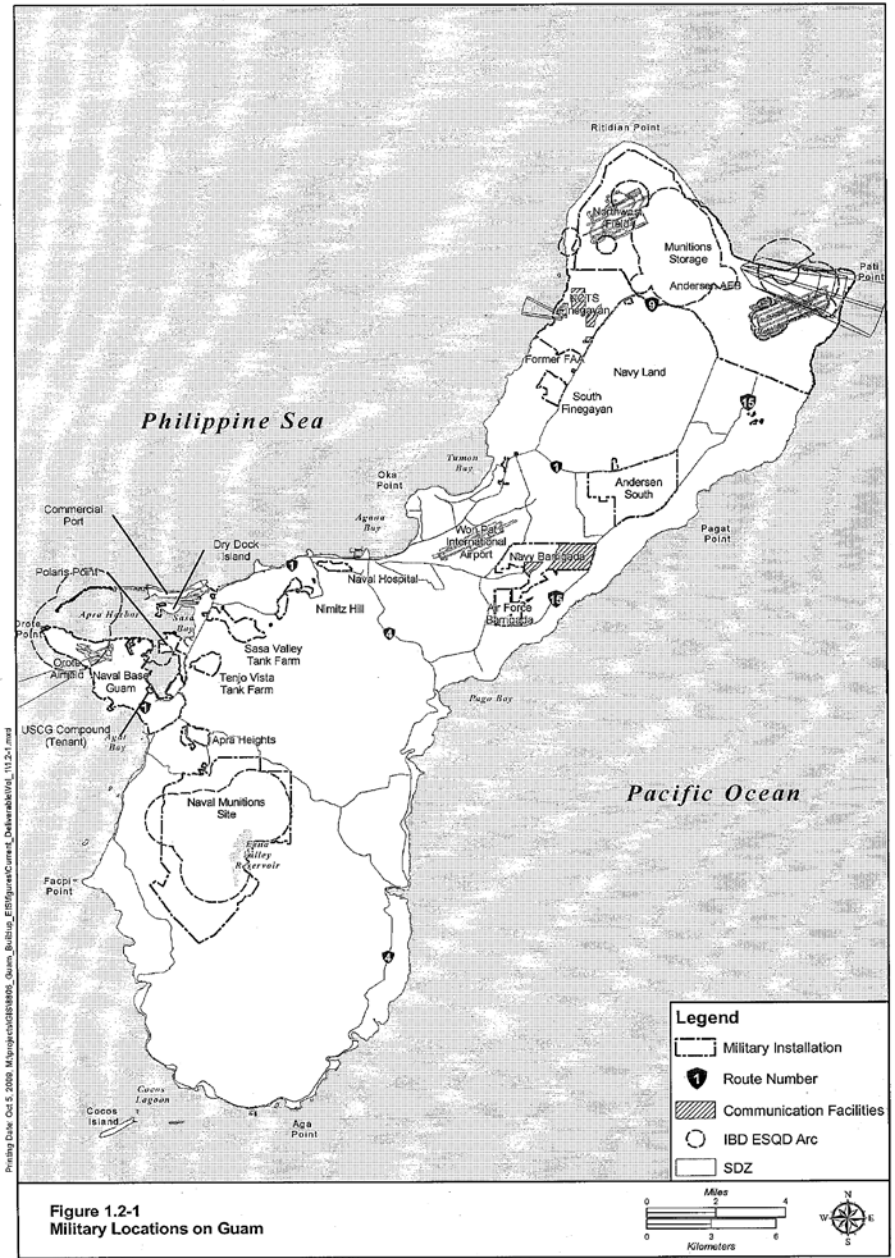 Ritidian Point
Northwest
Field
Munitions
Storage
Pati
Point
Andersen AFB
NCTS
Finegayan
9
Former FAA
Navy Land
South
Finegayan
15
Philippine Sea
Tumon
Bay
1
Oka
Point
Andersen
South
Commercial
Port
Agana
Bay
Pagat
Point
Won Pat
International
Airport
Dry Dock
Island
Navy Barrigada
Polaris Point
1
Naval Hospital
15
Apra Harbor
Sasa
Bay
Nimitz Hill
Air Force
Barrigada
Orote
Point
4
Sasa Valley
Tank Farm
Orote
Airfield
Naval Base
Guam
Tenjo Vista
Tank Farm
Pago Bay
1
USCG Compound
(Tenant)
Agat
Bay
Apra Heights
Pacific Ocean
Naval Munitions
Site
Fena
Valley
Reservoir
Facpi
Point
4
Cocos
Lagoon
Cocos
Island
Aga
Point
Legend
Military Installation
1 Route Number
Communication Facilities
IBD ESQD Arc
SDZ
Figure 1.2-1
Military Locations on Guam
Miles
0 2 4
0 3 6
Kilometers
N
W E
S
Printing Date: Oct 5, 2009,